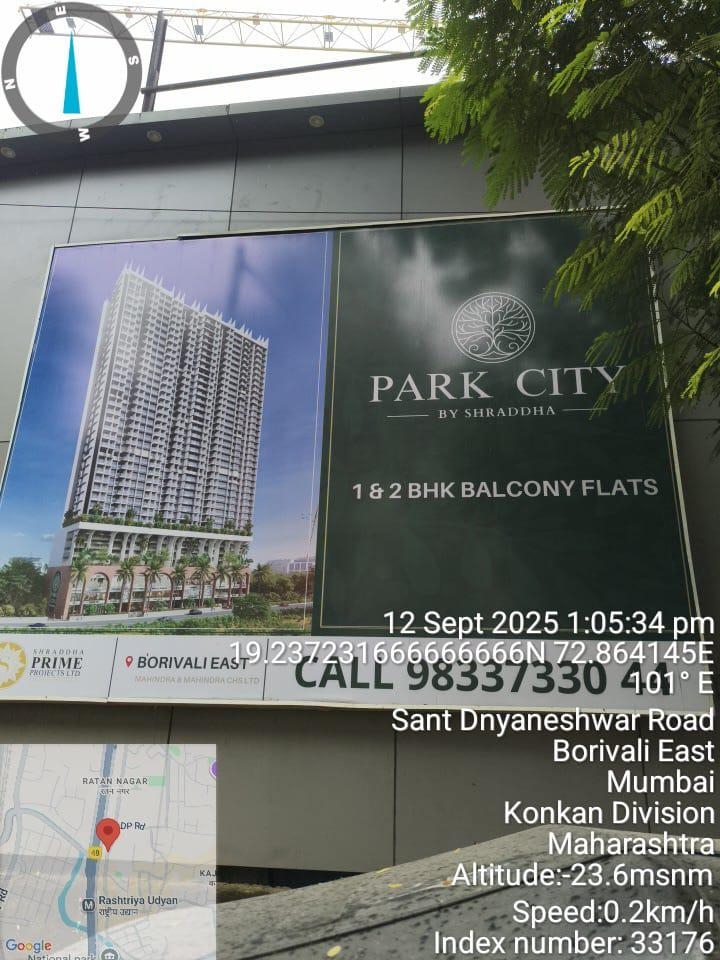 E
N
S
W
PARK CITY
BY SHRADDHA
1 & 2 BHK BALCONY FLATS
SHRADDHA
PRIME
PROJECTS LTD.
BORIVALI EAST
MAHINDRA & MAHINDRA CHS LTD
CALL 98337330 44
12 Sept 2025 1:05:34 pm
19.237231666666666N 72.864145E
101° E
Sant Dnyaneshwar Road
Borivali East
Mumbai
Konkan Division
Maharashtra
Altitude:-23.6msnm
Speed:0.2km/h
Index number: 33176
RATAN NAGAR
रतन नगर
DP Rd
48
Rashtriya Udyan
राष्ट्रीय उद्यान
Google
National park